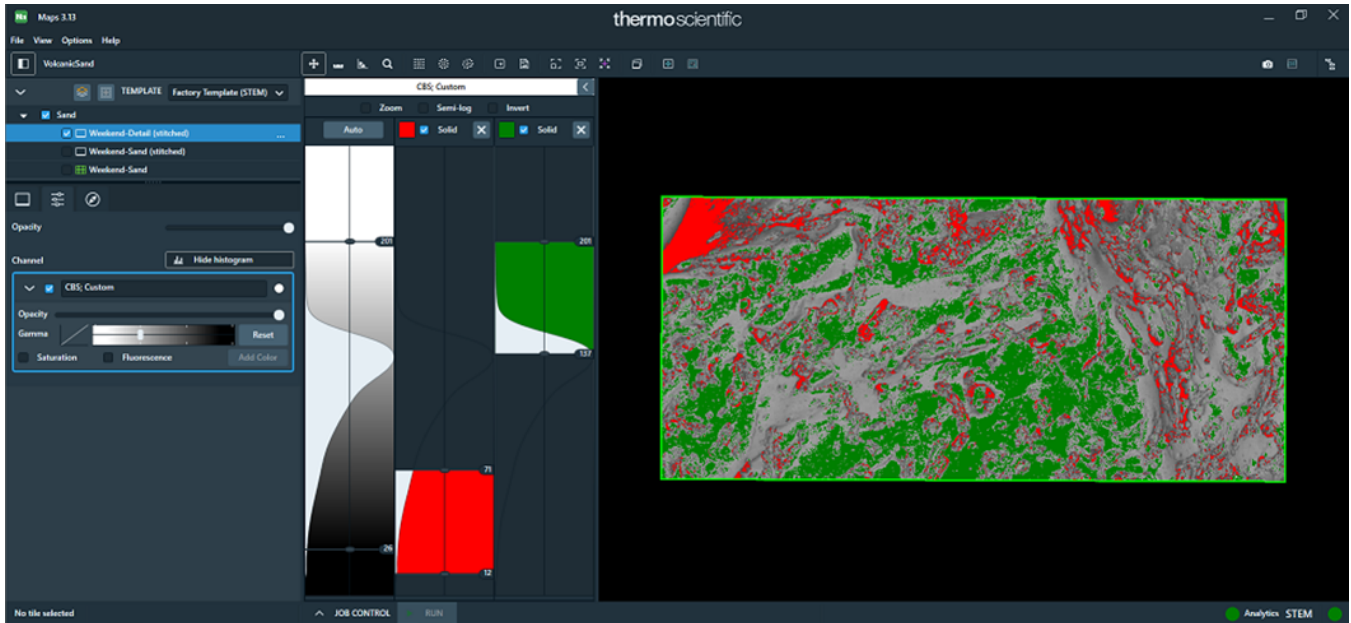 Maps 3.13
thermoscientific
File View Options Help
VolcanicSand
TEMPLATE Factory Template (STEM)
Sand
Weekend-Detail (stitched) ...
Weekend-Sand (stitched)
Weekend-Sand
Opacity
Channel Hide histogram
CBS; Custom
Opacity
Gamma Reset
Saturation Fluorescence Add Color
CBS; Custom
Zoom Semi-log Invert
Auto Solid Solid
201 201
137
71
26
12
No tile selected JOB CONTROL RUN Analytics STEM